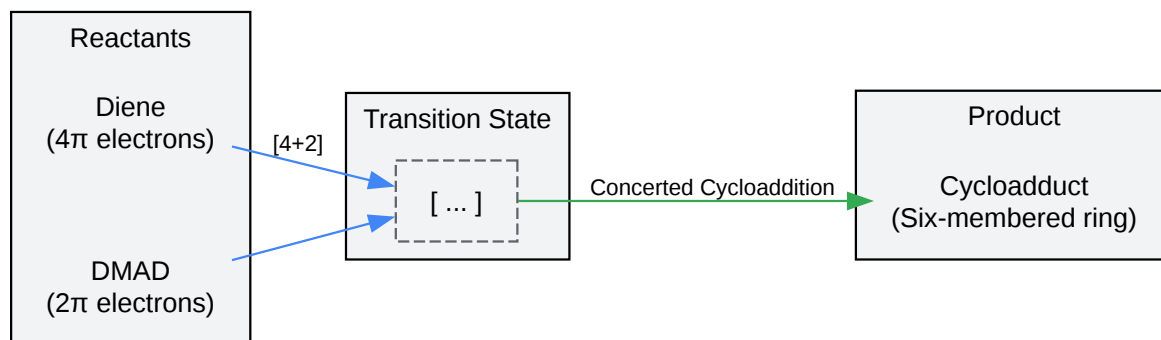 Reactants
Diene
(4π electrons)
DMAD
(2π electrons)
[4+2]
Transition State
[ ... ]
Concerted Cycloaddition
Product
Cycloadduct
(Six-membered ring)